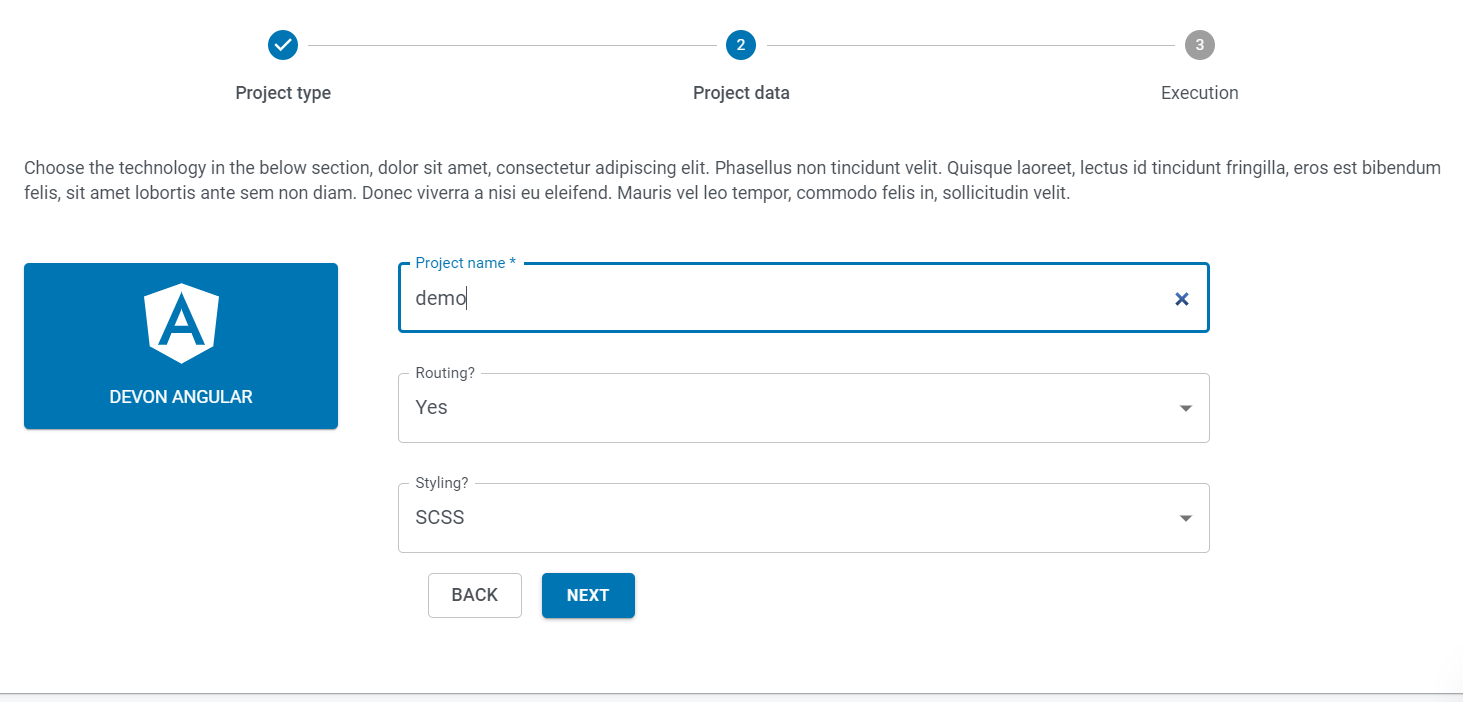 2
3
Project type
Project data
Execution
Choose the technology in the below section, dolor sit amet, consectetur adipiscing elit. Phasellus non tincidunt velit. Quisque laoreet, lectus id tincidunt fringilla, eros est bibendum
felis, sit amet lobortis ante sem non diam. Donec viverra a nisi eu eleifend. Mauris vel leo tempor, commodo felis in, sollicitudin velit.
DEVON ANGULAR
Project name *
demo
Routing?
Yes
Styling?
SCSS
BACK
NEXT